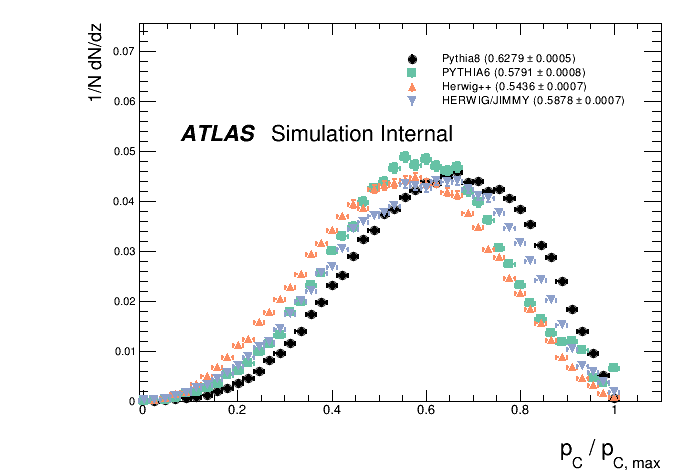 1/N dN/dz
0.07
0.06
0.05
0.04
0.03
0.02
0.01
0
Pythia8 (0.6279 ± 0.0005)
PYTHIA6 (0.5791 ± 0.0008)
Herwig++ (0.5436 ± 0.0007)
HERWIG/JIMMY (0.5878 ± 0.0007)
ATLAS Simulation Internal
0 0.2 0.4 0.6 0.8 1
p_C / p_C, max